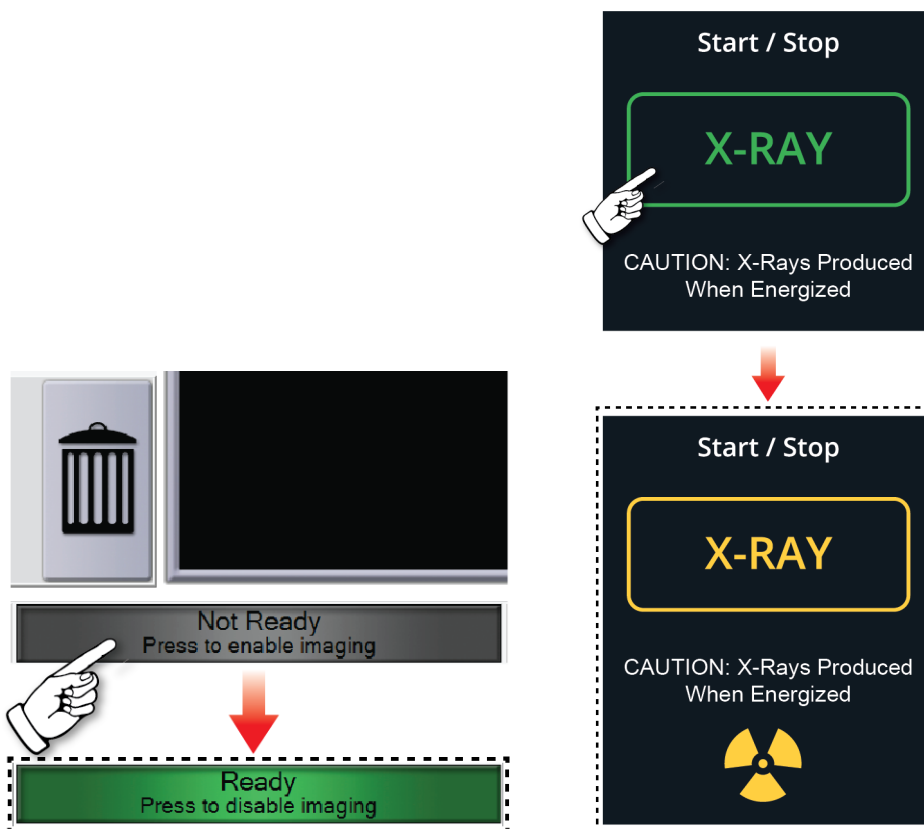 Start / Stop
X-RAY
CAUTION: X-Rays Produced
When Energized
Not Ready
Press to enable imaging
Ready
Press to disable imaging
Start / Stop
X-RAY
CAUTION: X-Rays Produced
When Energized